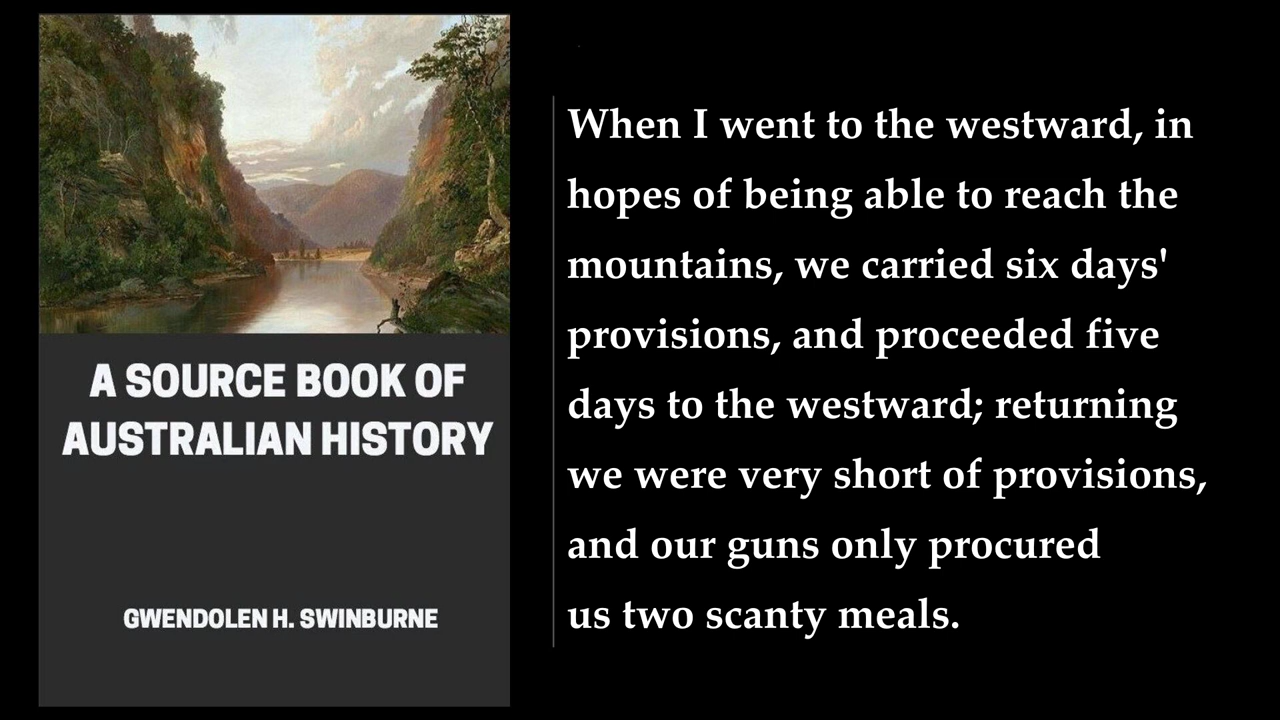 A SOURCE BOOK OF
AUSTRALIAN HISTORY
GWENDOLEN H. SWINBURNE
When I went to the westward, in
hopes of being able to reach the
mountains, we carried six days'
provisions, and proceeded five
days to the westward; returning
we were very short of provisions,
and our guns only procured
us two scanty meals.